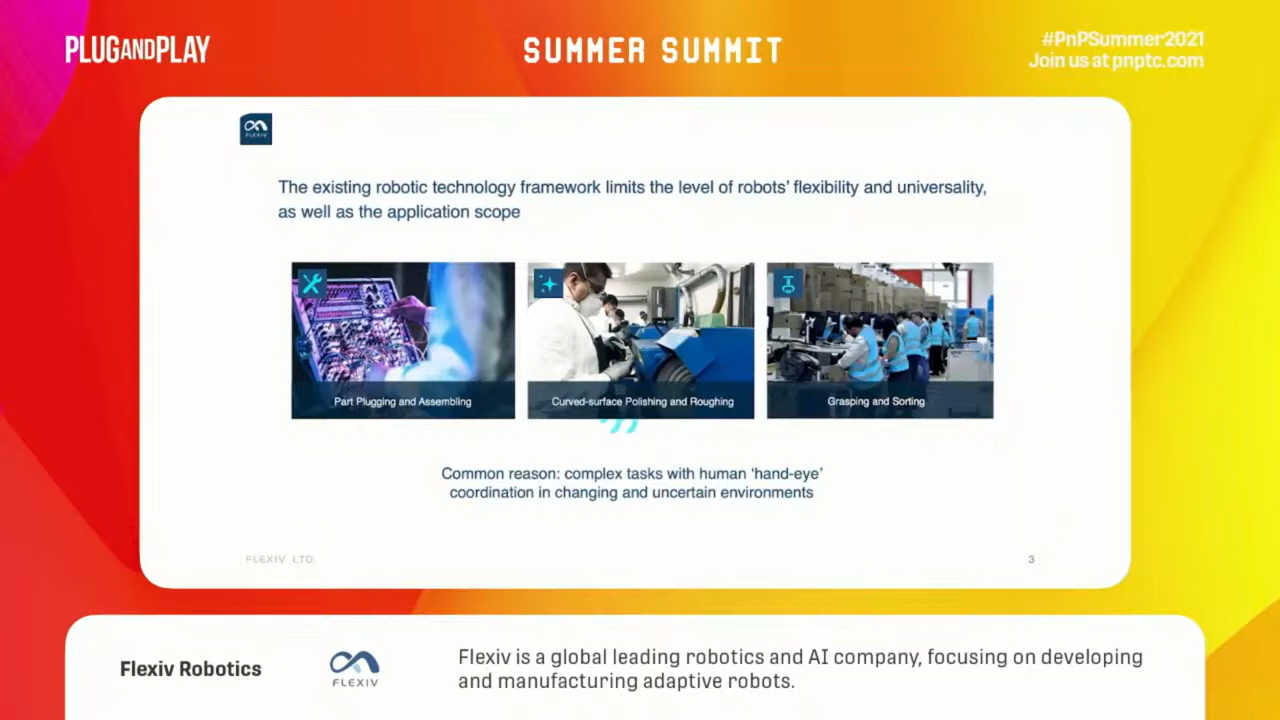 PLUGANDPLAY
SUMMER SUMMIT
#PnPSummer2021
Join us at pnptc.com
FLEXIV
The existing robotic technology framework limits the level of robots' flexibility and universality,
as well as the application scope
Part Plugging and Assembling
Curved-surface Polishing and Roughing
Grasping and Sorting
Common reason: complex tasks with human 'hand-eye'
coordination in changing and uncertain environments
FLEXIV LTD.
3
Flexiv Robotics
FLEXIV
Flexiv is a global leading robotics and AI company, focusing on developing
and manufacturing adaptive robots.